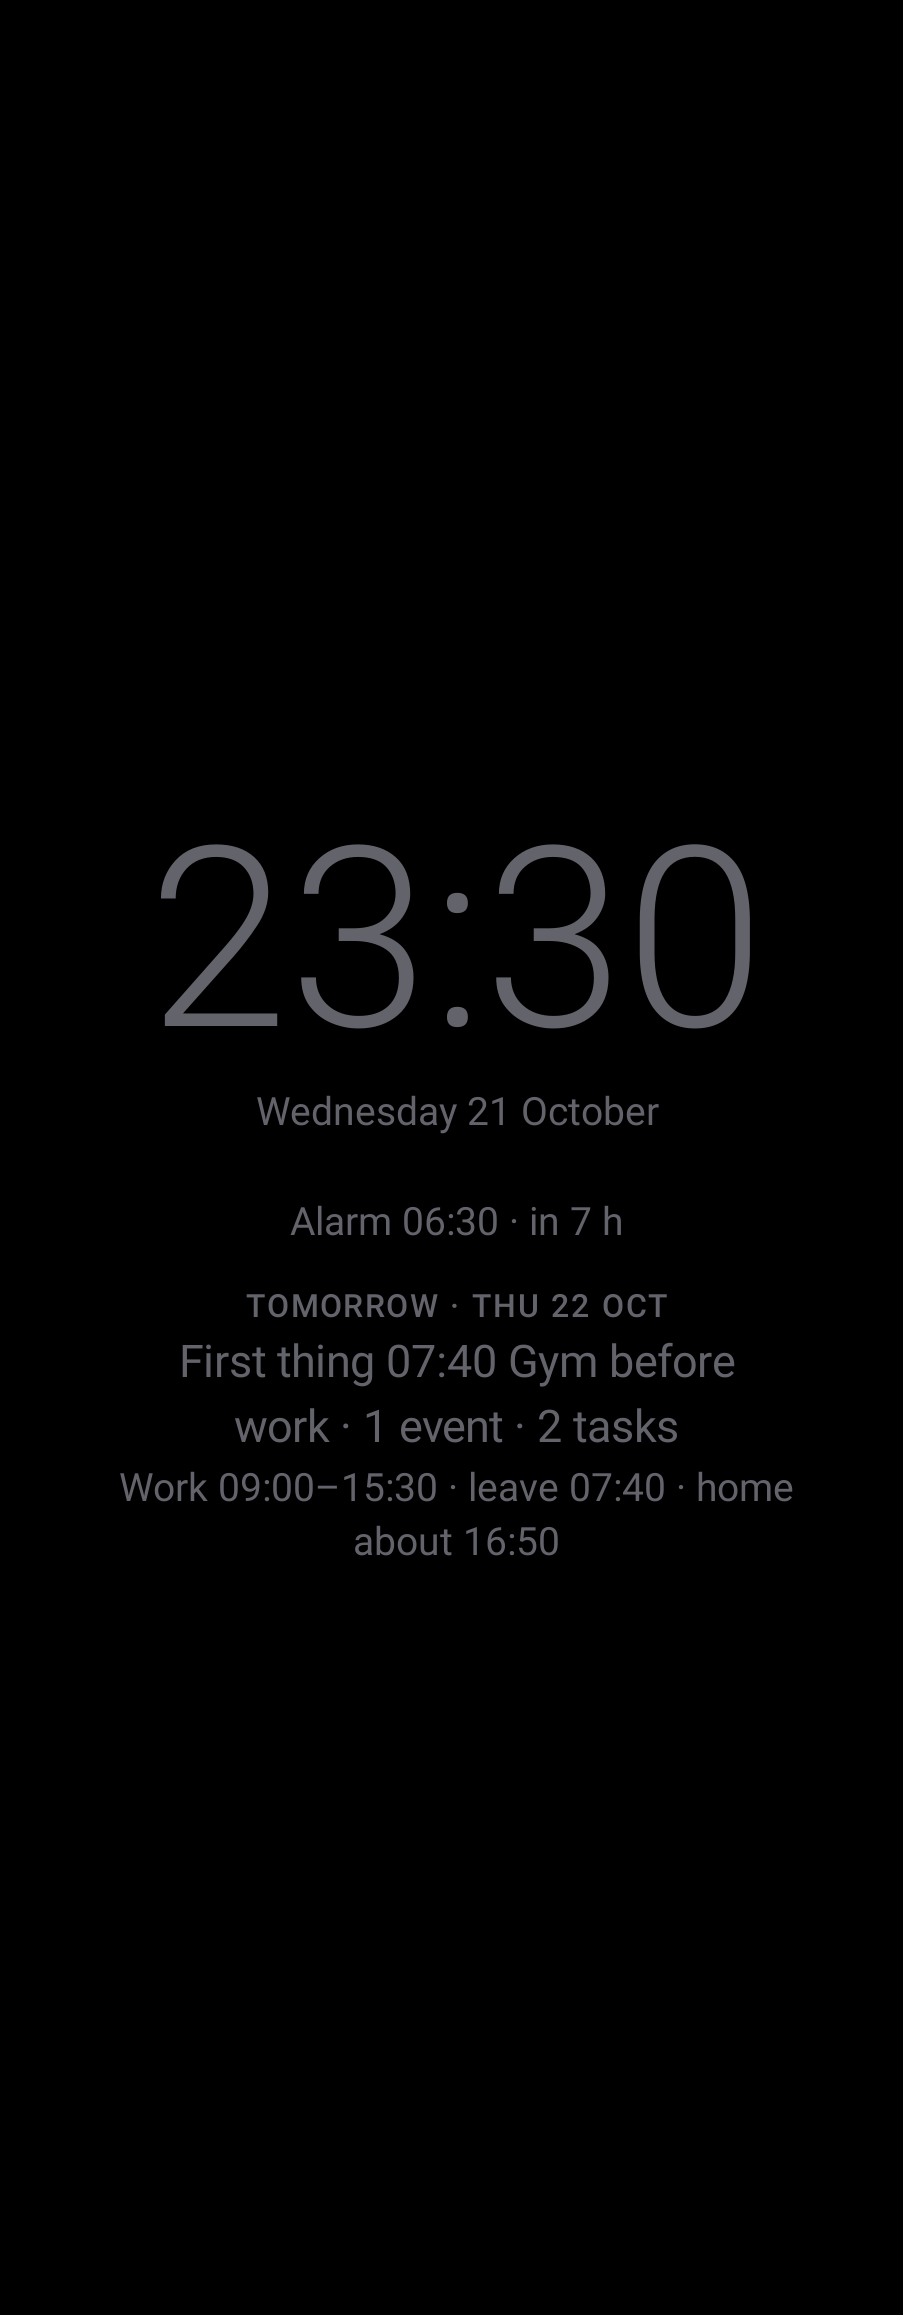 23:30
Wednesday 21 October
Alarm 06:30 · in 7 h
TOMORROW · THU 22 OCT
First thing 07:40 Gym before
work · 1 event · 2 tasks
Work 09:00–15:30 · leave 07:40 · home
about 16:50